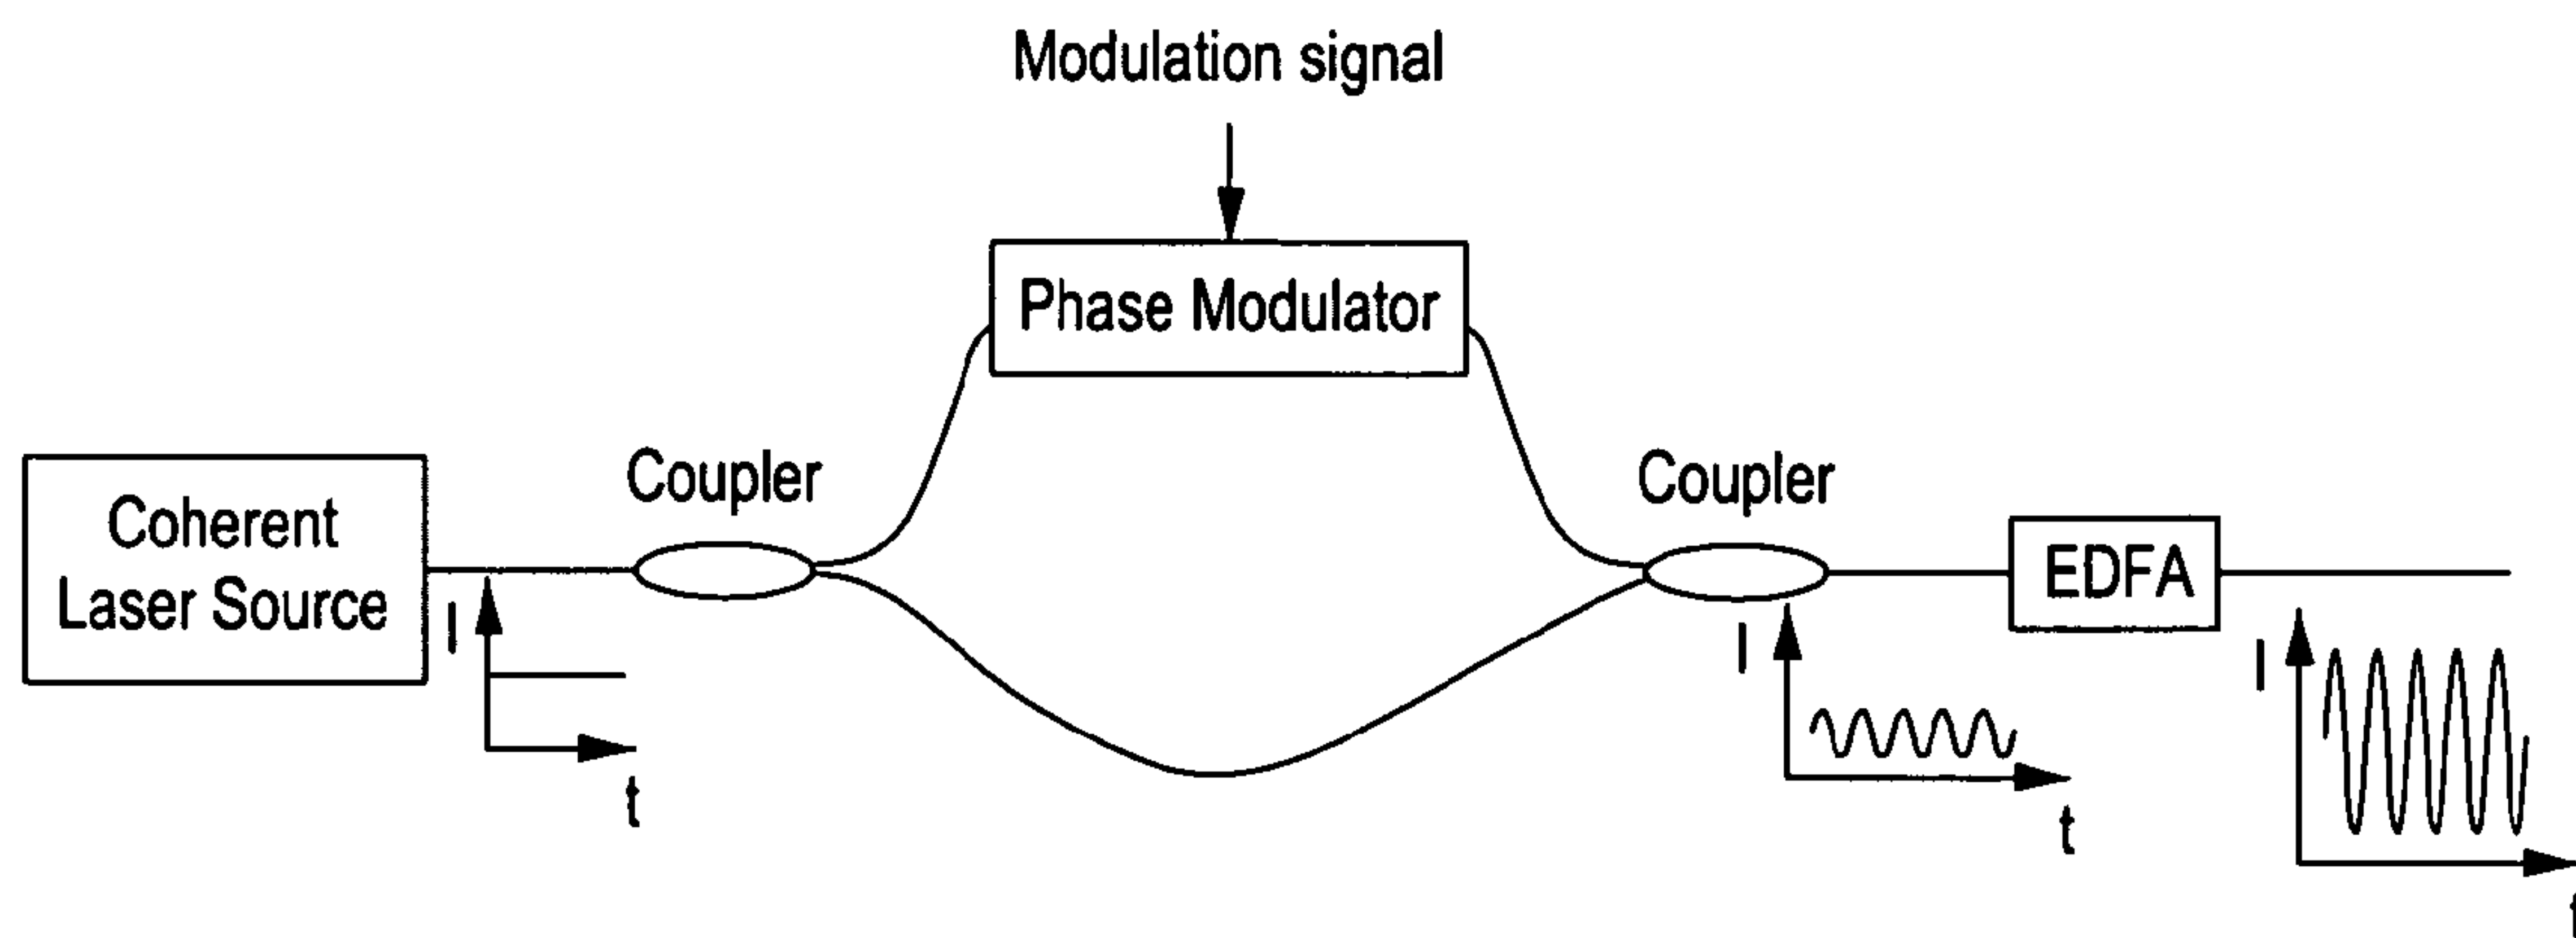 Modulation signal
Phase Modulator
Coupler
Coupler
Coherent
Laser Source
EDFA
I
t
I
t
I
t